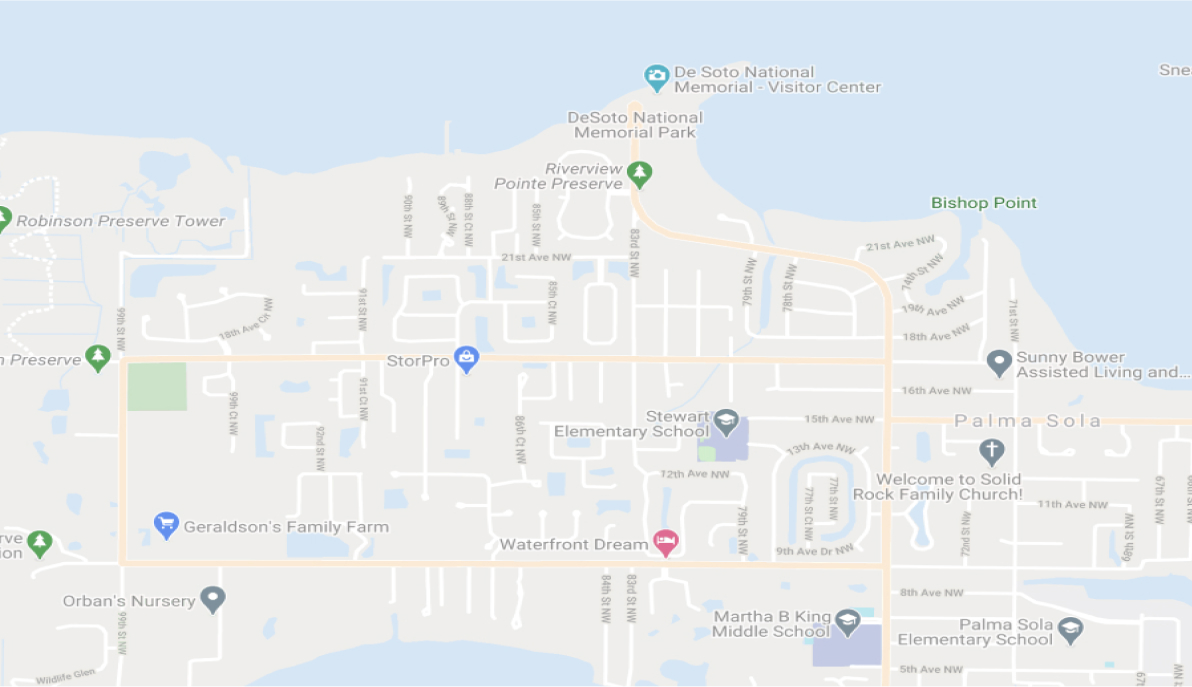 De Soto National
Memorial - Visitor Center
Sne
DeSoto National
Memorial Park
Riverview
Pointe Preserve
Bishop Point
Robinson Preserve Tower
90th St NW
89th St NW
88th St Ct NW
85th St NW
83rd St NW
21st Ave NW
21st Ave NW
74th St NW
79th St NW
78th St NW
19th Ave NW
71st St NW
18th Ave NW
99th St NW
18th Ave Cir NW
91st St NW
85th Ct NW
n Preserve
StorPro
Sunny Bower
Assisted Living and...
16th Ave NW
99th Ct NW
91st Ct NW
92nd St NW
86th Ct NW
Stewart
Elementary School
15th Ave NW
Palma Sola
13th Ave NW
12th Ave NW
77th St NW
77th St Ct NW
Welcome to Solid
Rock Family Church!
11th Ave NW
67th St NW
69th St NW
72nd St NW
79th St NW
Geraldson's Family Farm
rve
ion
Waterfront Dream
9th Ave Dr NW
84th St NW
83rd St NW
8th Ave NW
Orban's Nursery
99th St NW
Martha B King
Middle School
Palma Sola
Elementary School
5th Ave NW
Wildlife Glen
67t